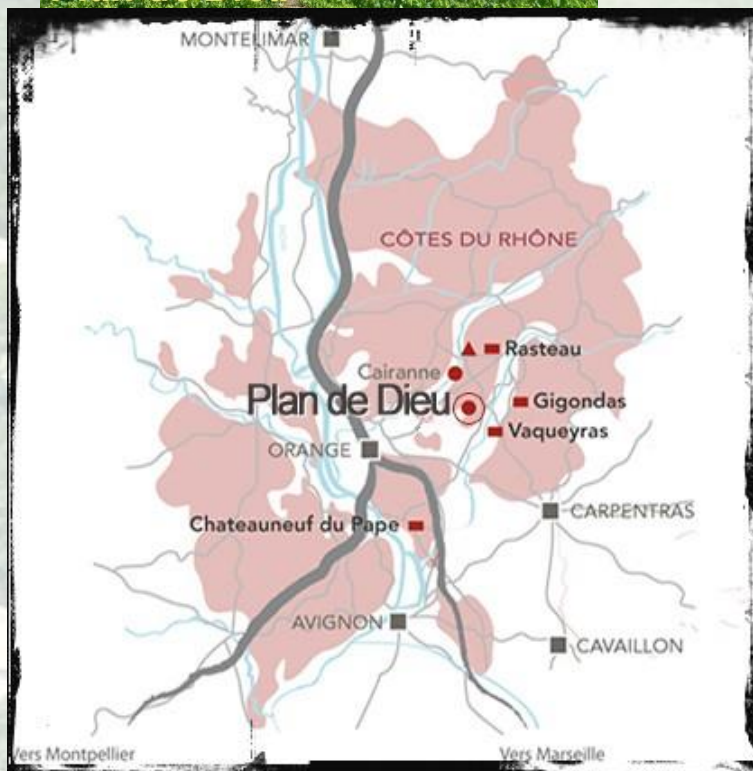 MONTELIMAR
CÔTES DU RHÔNE
Rasteau
Cairanne
Plan de Dieu
Gigondas
Vaqueyras
ORANGE
CARPENTRAS
Chateauneuf du Pape
AVIGNON
CAVAILLON
Vers Montpellier
Vers Marseille